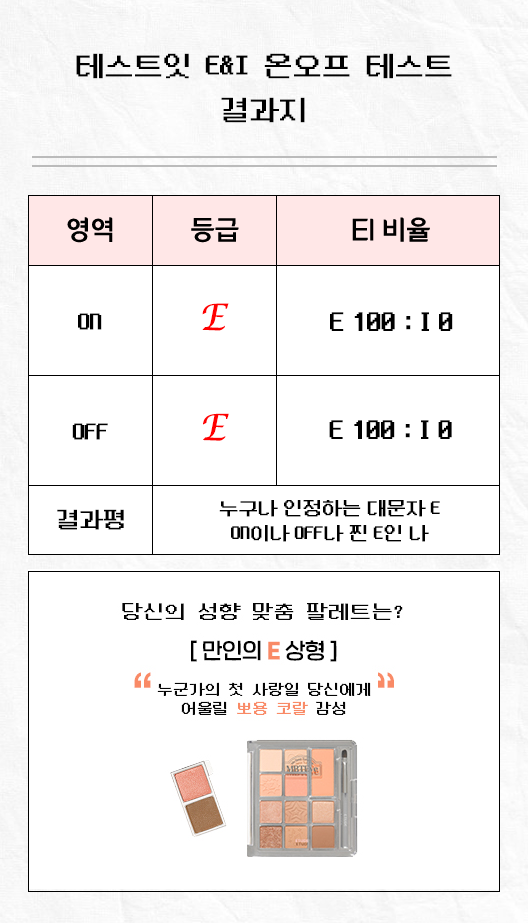 테스트잇 E&I 온오프 테스트
결과지
영역 등급 EI 비율
ON E E 100 : I 0
OFF E E 100 : I 0
결과평 누구나 인정하는 대문자 E
ON이나 OFF나 찐 E인 나
당신의 성향 맞춤 팔레트는?
[ 만인의 E 상형 ]
“ 누군가의 첫 사랑일 당신에게 ”
어울릴 뽀용 코랄 감성